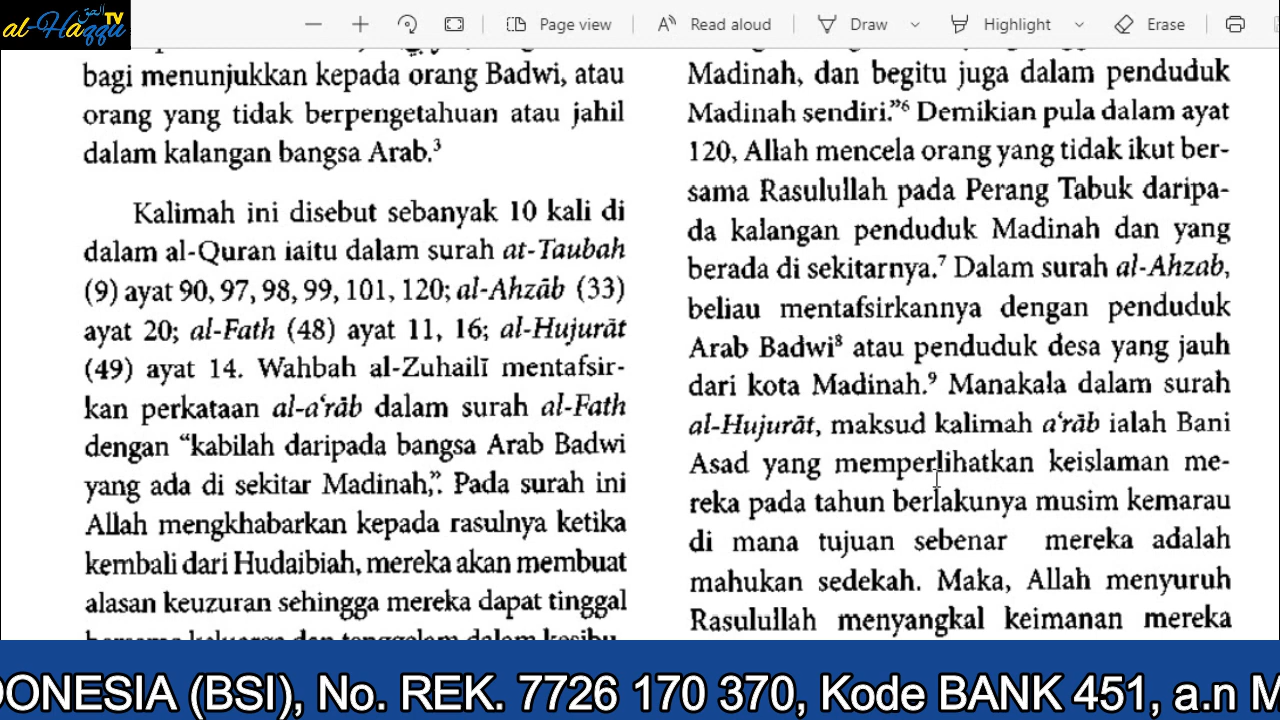 الحق
al-Haqqu TV
Page view
Read aloud
Draw
Highlight
Erase
bagi menunjukkan kepada orang Badwi, atau
orang yang tidak berpengetahuan atau jahil
dalam kalangan bangsa Arab.³
Kalimah ini disebut sebanyak 10 kali di
dalam al-Quran iaitu dalam surah at-Taubah
(9) ayat 90, 97, 98, 99, 101, 120; al-Ahzāb (33)
ayat 20; al-Fath (48) ayat 11, 16; al-Hujurāt
(49) ayat 14. Wahbah al-Zuhailī mentafsir-
kan perkataan al-a‘rāb dalam surah al-Fath
dengan “kabilah daripada bangsa Arab Badwi
yang ada di sekitar Madinah,”. Pada surah ini
Allah mengkhabarkan kepada rasulnya ketika
kembali dari Hudaibiah, mereka akan membuat
alasan keuzuran sehingga mereka dapat tinggal
Madinah, dan begitu juga dalam penduduk
Madinah sendiri.”⁶ Demikian pula dalam ayat
120, Allah mencela orang yang tidak ikut ber-
sama Rasulullah pada Perang Tabuk daripa-
da kalangan penduduk Madinah dan yang
berada di sekitarnya.⁷ Dalam surah al-Ahzab,
beliau mentafsirkannya dengan penduduk
Arab Badwi⁸ atau penduduk desa yang jauh
dari kota Madinah.⁹ Manakala dalam surah
al-Hujurāt, maksud kalimah a‘rāb ialah Bani
Asad yang memperlihatkan keislaman me-
reka pada tahun berlakunya musim kemarau
di mana tujuan sebenar mereka adalah
mahukan sedekah. Maka, Allah menyuruh
Rasulullah menyangkal keimanan mereka
DONESIA (BSI), No. REK. 7726 170 370, Kode BANK 451, a.n M